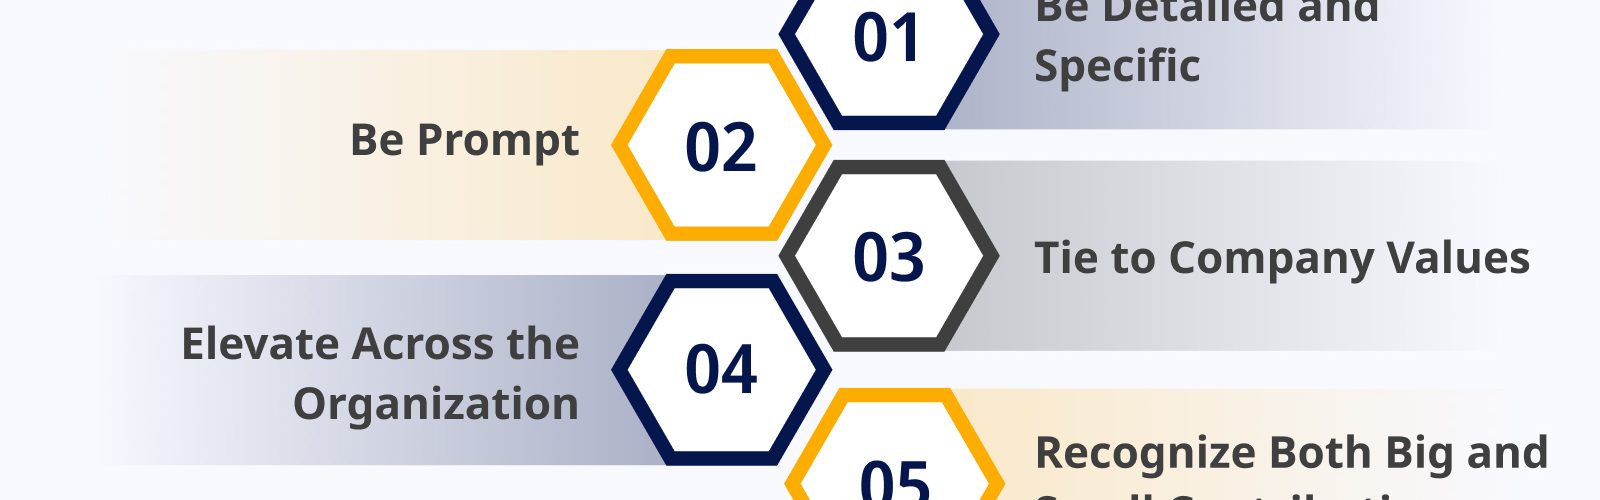 01
Be Detailed and
Specific
02
Be Prompt
03
Tie to Company Values
04
Elevate Across the
Organization
05
Recognize Both Big and